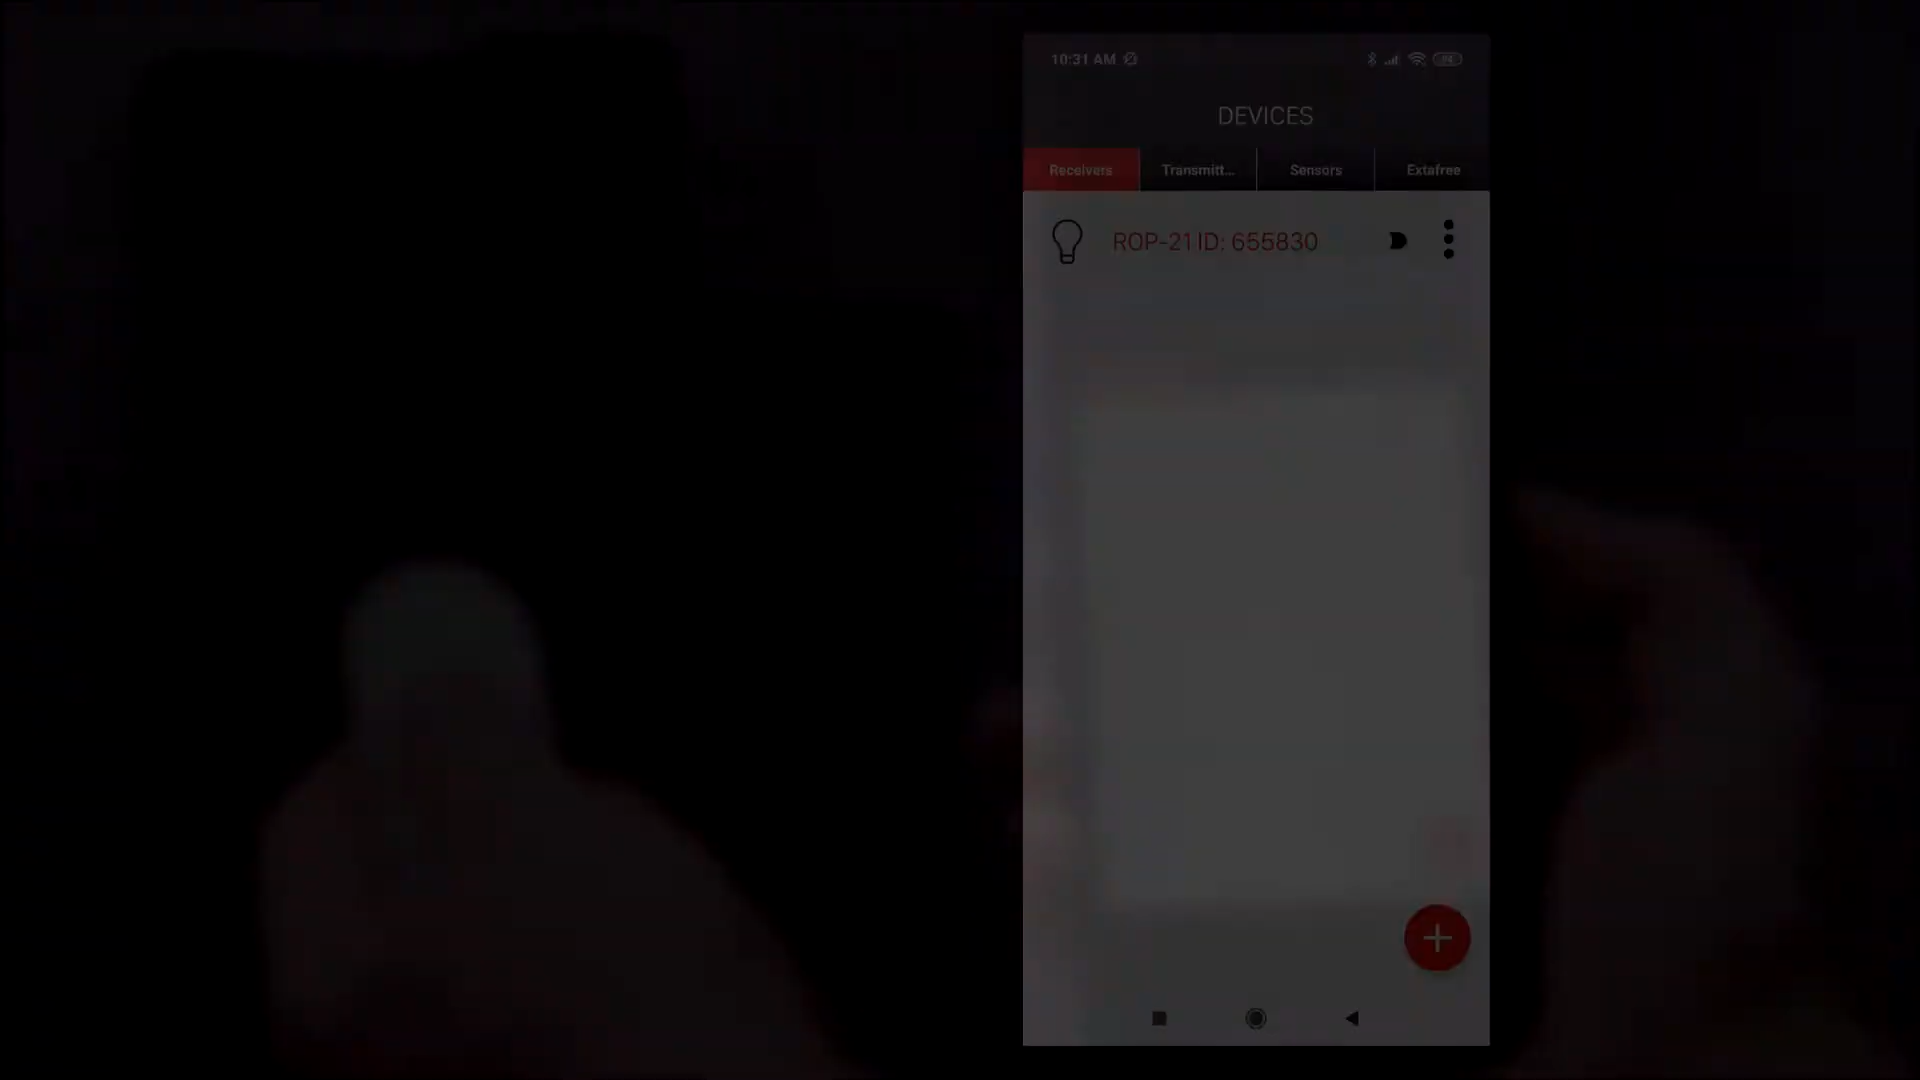 10:31 AM
DEVICES
Receivers
Transmitt...
Sensors
Extafree
ROP-21 ID: 655830